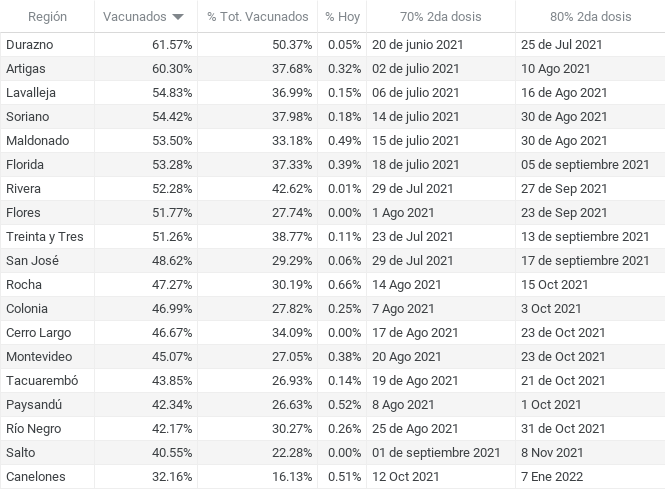 Región Vacunados % Tot. Vacunados % Hoy 70% 2da dosis 80% 2da dosis
Durazno 61.57% 50.37% 0.05% 20 de junio 2021 25 de Jul 2021
Artigas 60.30% 37.68% 0.32% 02 de julio 2021 10 Ago 2021
Lavalleja 54.83% 36.99% 0.15% 06 de julio 2021 16 de Ago 2021
Soriano 54.42% 37.98% 0.18% 14 de julio 2021 30 de Ago 2021
Maldonado 53.50% 33.18% 0.49% 15 de julio 2021 30 de Ago 2021
Florida 53.28% 37.33% 0.39% 18 de julio 2021 05 de septiembre 2021
Rivera 52.28% 42.62% 0.01% 29 de Jul 2021 27 de Sep 2021
Flores 51.77% 27.74% 0.00% 1 Ago 2021 23 de Sep 2021
Treinta y Tres 51.26% 38.77% 0.11% 23 de Jul 2021 13 de septiembre 2021
San José 48.62% 29.29% 0.06% 29 de Jul 2021 17 de septiembre 2021
Rocha 47.27% 30.19% 0.66% 14 Ago 2021 15 Oct 2021
Colonia 46.99% 27.82% 0.25% 7 Ago 2021 3 Oct 2021
Cerro Largo 46.67% 34.09% 0.00% 17 de Ago 2021 23 de Oct 2021
Montevideo 45.07% 27.05% 0.38% 20 Ago 2021 23 de Oct 2021
Tacuarembó 43.85% 26.93% 0.14% 19 de Ago 2021 21 de Oct 2021
Paysandú 42.34% 26.63% 0.52% 8 Ago 2021 1 Oct 2021
Río Negro 42.17% 30.27% 0.26% 25 de Ago 2021 31 de Oct 2021
Salto 40.55% 22.28% 0.00% 01 de septiembre 2021 8 Nov 2021
Canelones 32.16% 16.13% 0.51% 12 Oct 2021 7 Ene 2022